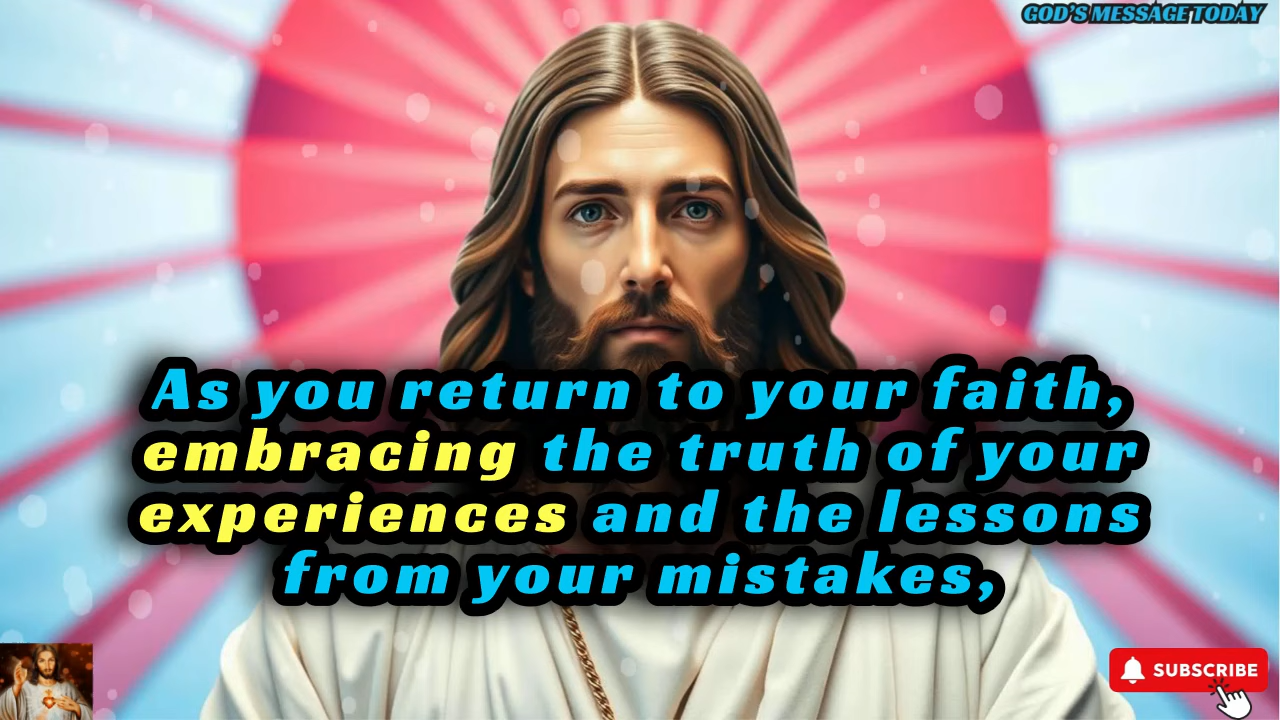 GOD'S MESSAGE TODAY
As you return to your faith,
embracing the truth of your
experiences and the lessons
from your mistakes,
SUBSCRIBE